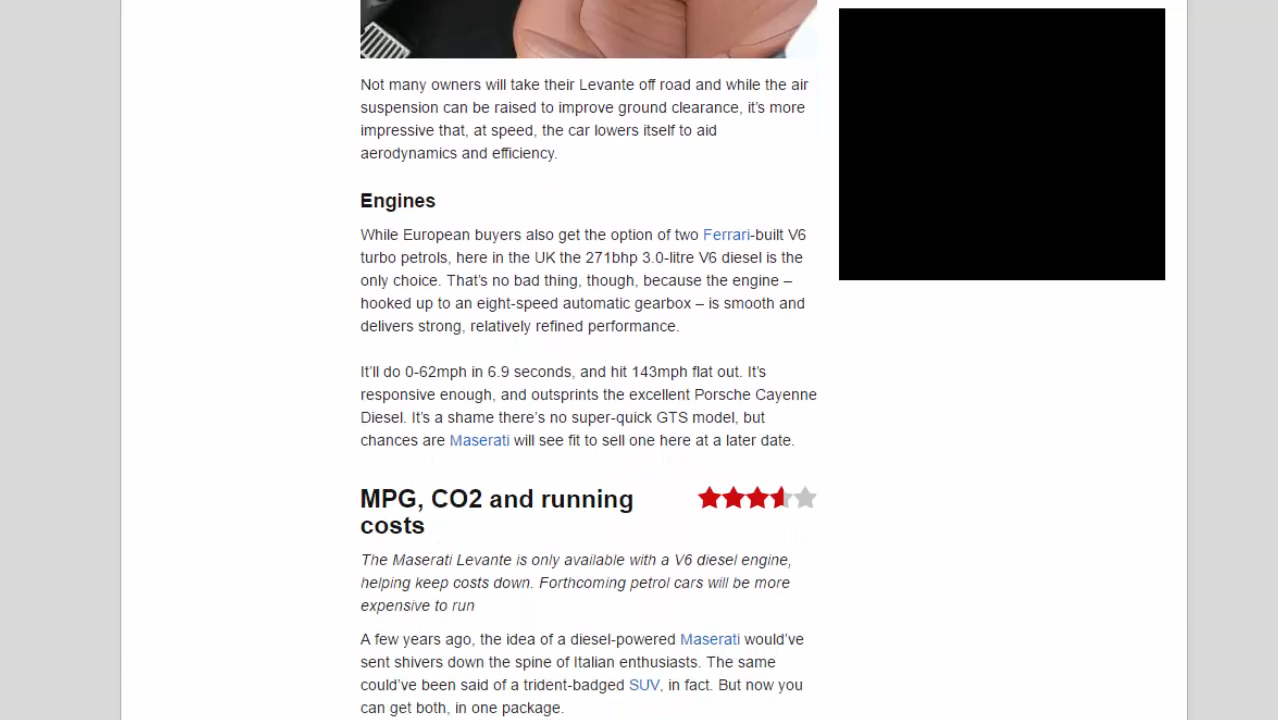 Not many owners will take their Levante off road and while the air
suspension can be raised to improve ground clearance, it’s more
impressive that, at speed, the car lowers itself to aid
aerodynamics and efficiency.
Engines
While European buyers also get the option of two Ferrari-built V6
turbo petrols, here in the UK the 271bhp 3.0-litre V6 diesel is the
only choice. That’s no bad thing, though, because the engine –
hooked up to an eight-speed automatic gearbox – is smooth and
delivers strong, relatively refined performance.
It’ll do 0-62mph in 6.9 seconds, and hit 143mph flat out. It’s
responsive enough, and outsprints the excellent Porsche Cayenne
Diesel. It’s a shame there’s no super-quick GTS model, but
chances are Maserati will see fit to sell one here at a later date.
MPG, CO2 and running
costs
The Maserati Levante is only available with a V6 diesel engine,
helping keep costs down. Forthcoming petrol cars will be more
expensive to run
A few years ago, the idea of a diesel-powered Maserati would’ve
sent shivers down the spine of Italian enthusiasts. The same
could’ve been said of a trident-badged SUV, in fact. But now you
can get both, in one package.